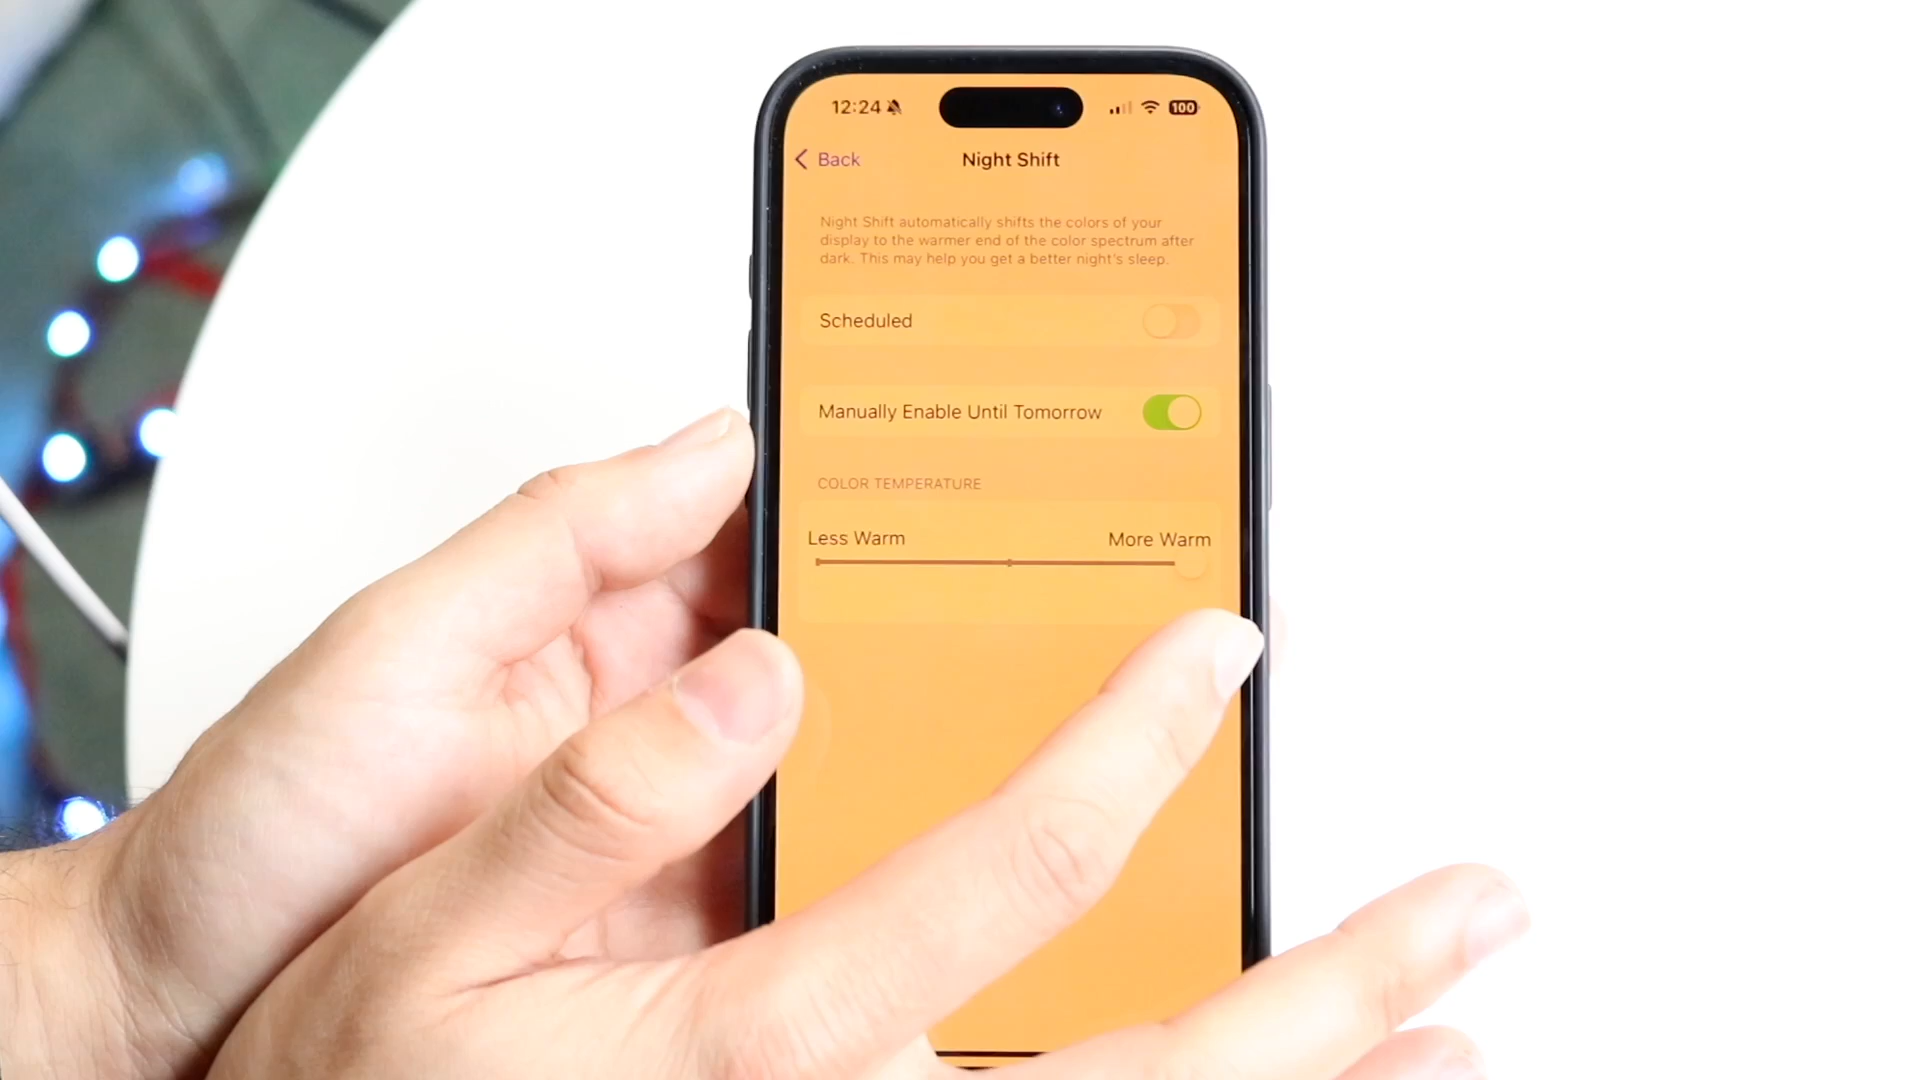 12:24
100
Back
Night Shift
Night Shift automatically shifts the colors of your
display to the warmer end of the color spectrum after
dark. This may help you get a better night's sleep.
Scheduled
Manually Enable Until Tomorrow
COLOR TEMPERATURE
Less Warm
More Warm